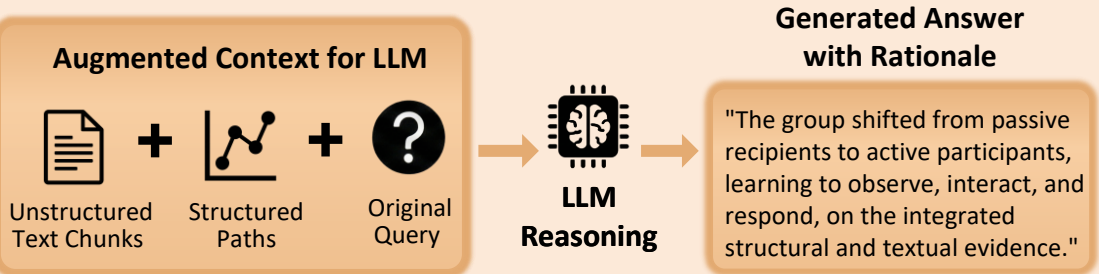 Augmented Context for LLM
+
+
?
Unstructured
Text Chunks
Structured
Paths
Original
Query
LLM
Reasoning
Generated Answer
with Rationale
"The group shifted from passive
recipients to active participants,
learning to observe, interact, and
respond, on the integrated
structural and textual evidence."